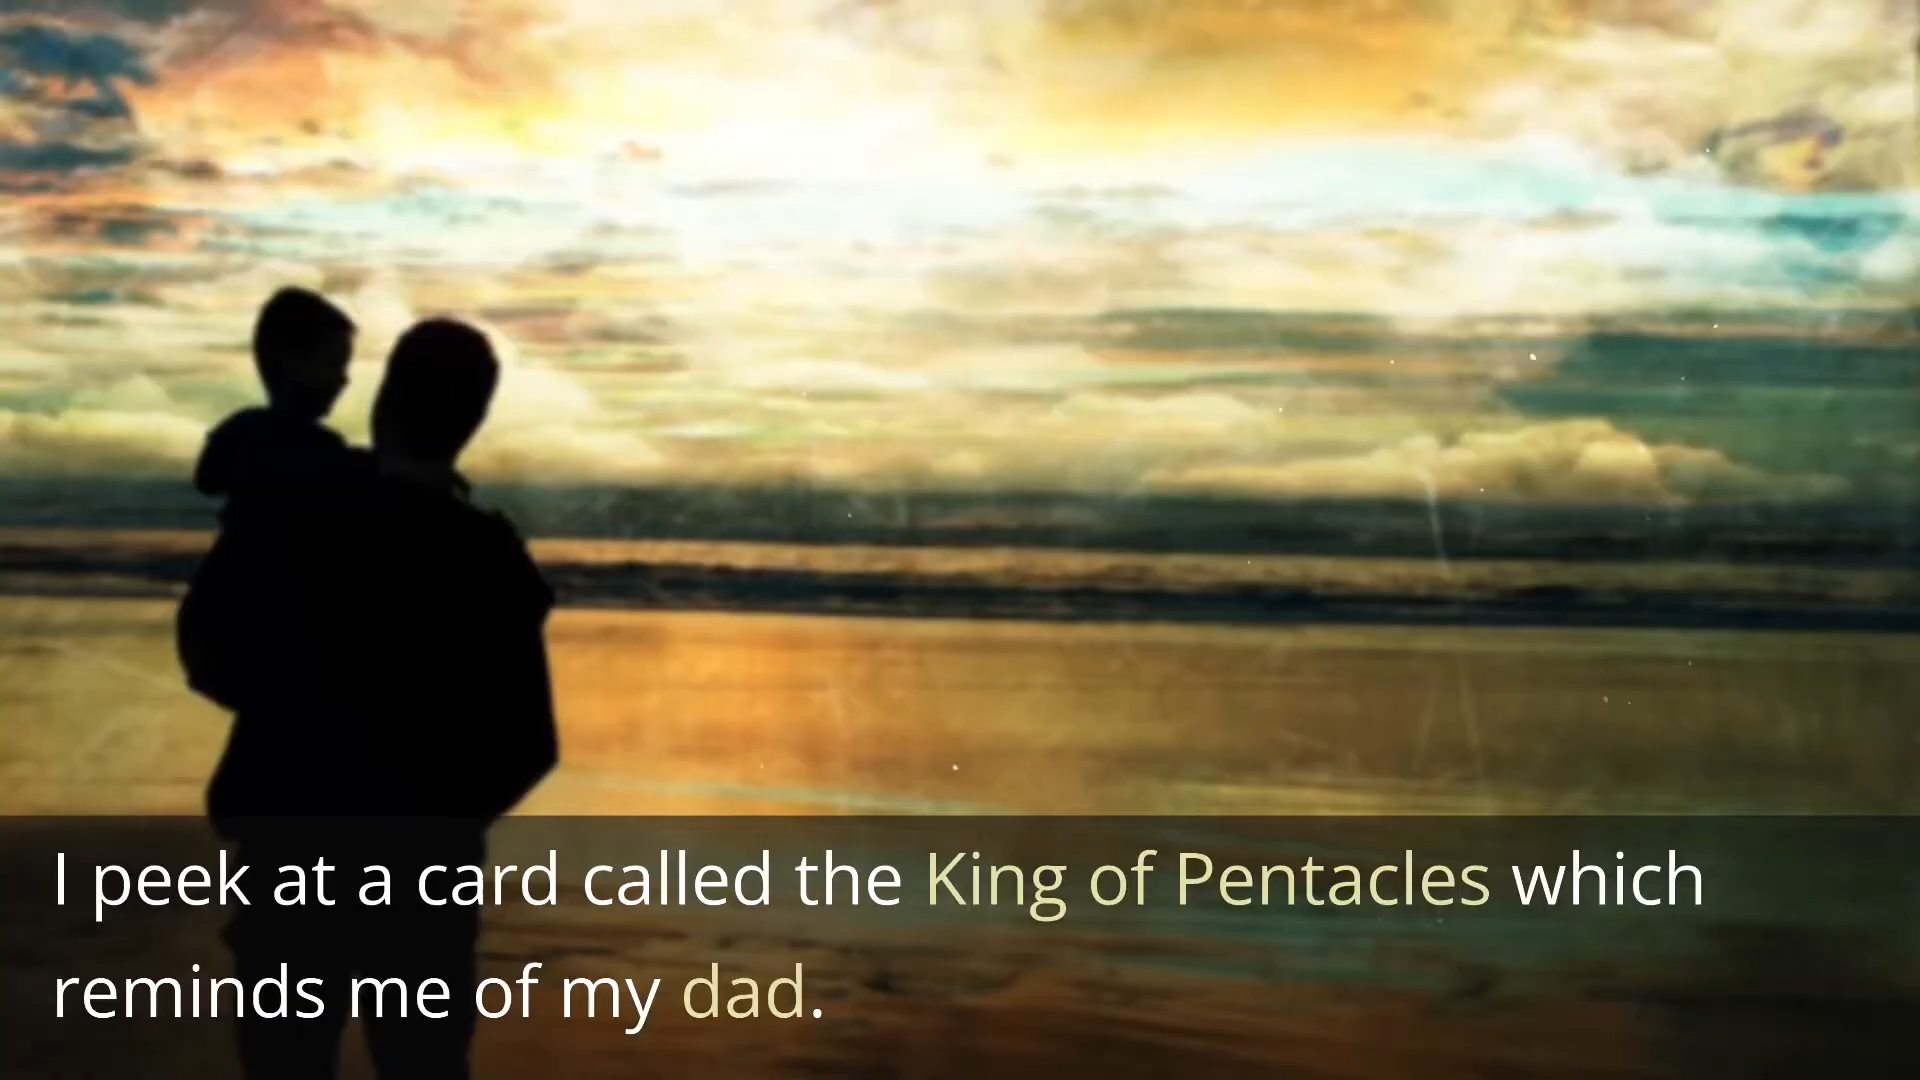 I peek at a card called the King of Pentacles which
reminds me of my dad.